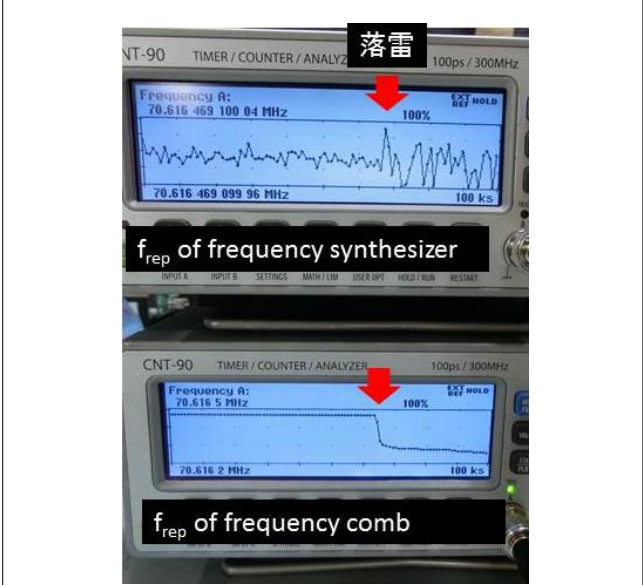 落雷
CNT-90 TIMER / COUNTER / ANALYZ 100ps / 300MHz
Frequency A:
EXT REF HOLD
70.616 469 100 04 MHz
100%
70.616 469 099 96 MHz
100 ks
f_rep of frequency synthesizer
INPUT A INPUT B SETTINGS MATH / LIM USER OPT HOLD / RUN RESTART
CNT-90 TIMER / COUNTER / ANALYZER 100ps / 300MHz
Frequency A:
EXT REF HOLD
70.616 5 MHz
100%
70.616 2 MHz
100 ks
f_rep of frequency comb